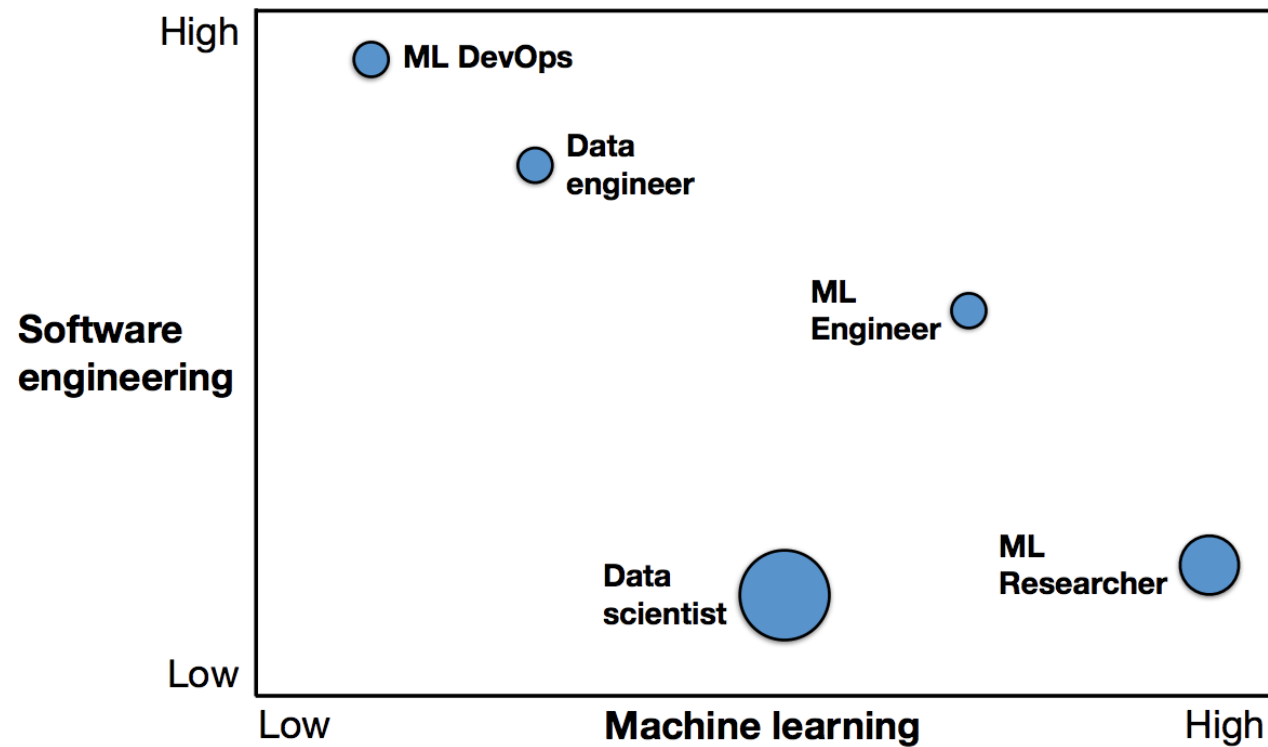 High
ML DevOps
Data
engineer
ML
Engineer
Software
engineering
ML
Researcher
Data
scientist
Low
Low
Machine learning
High